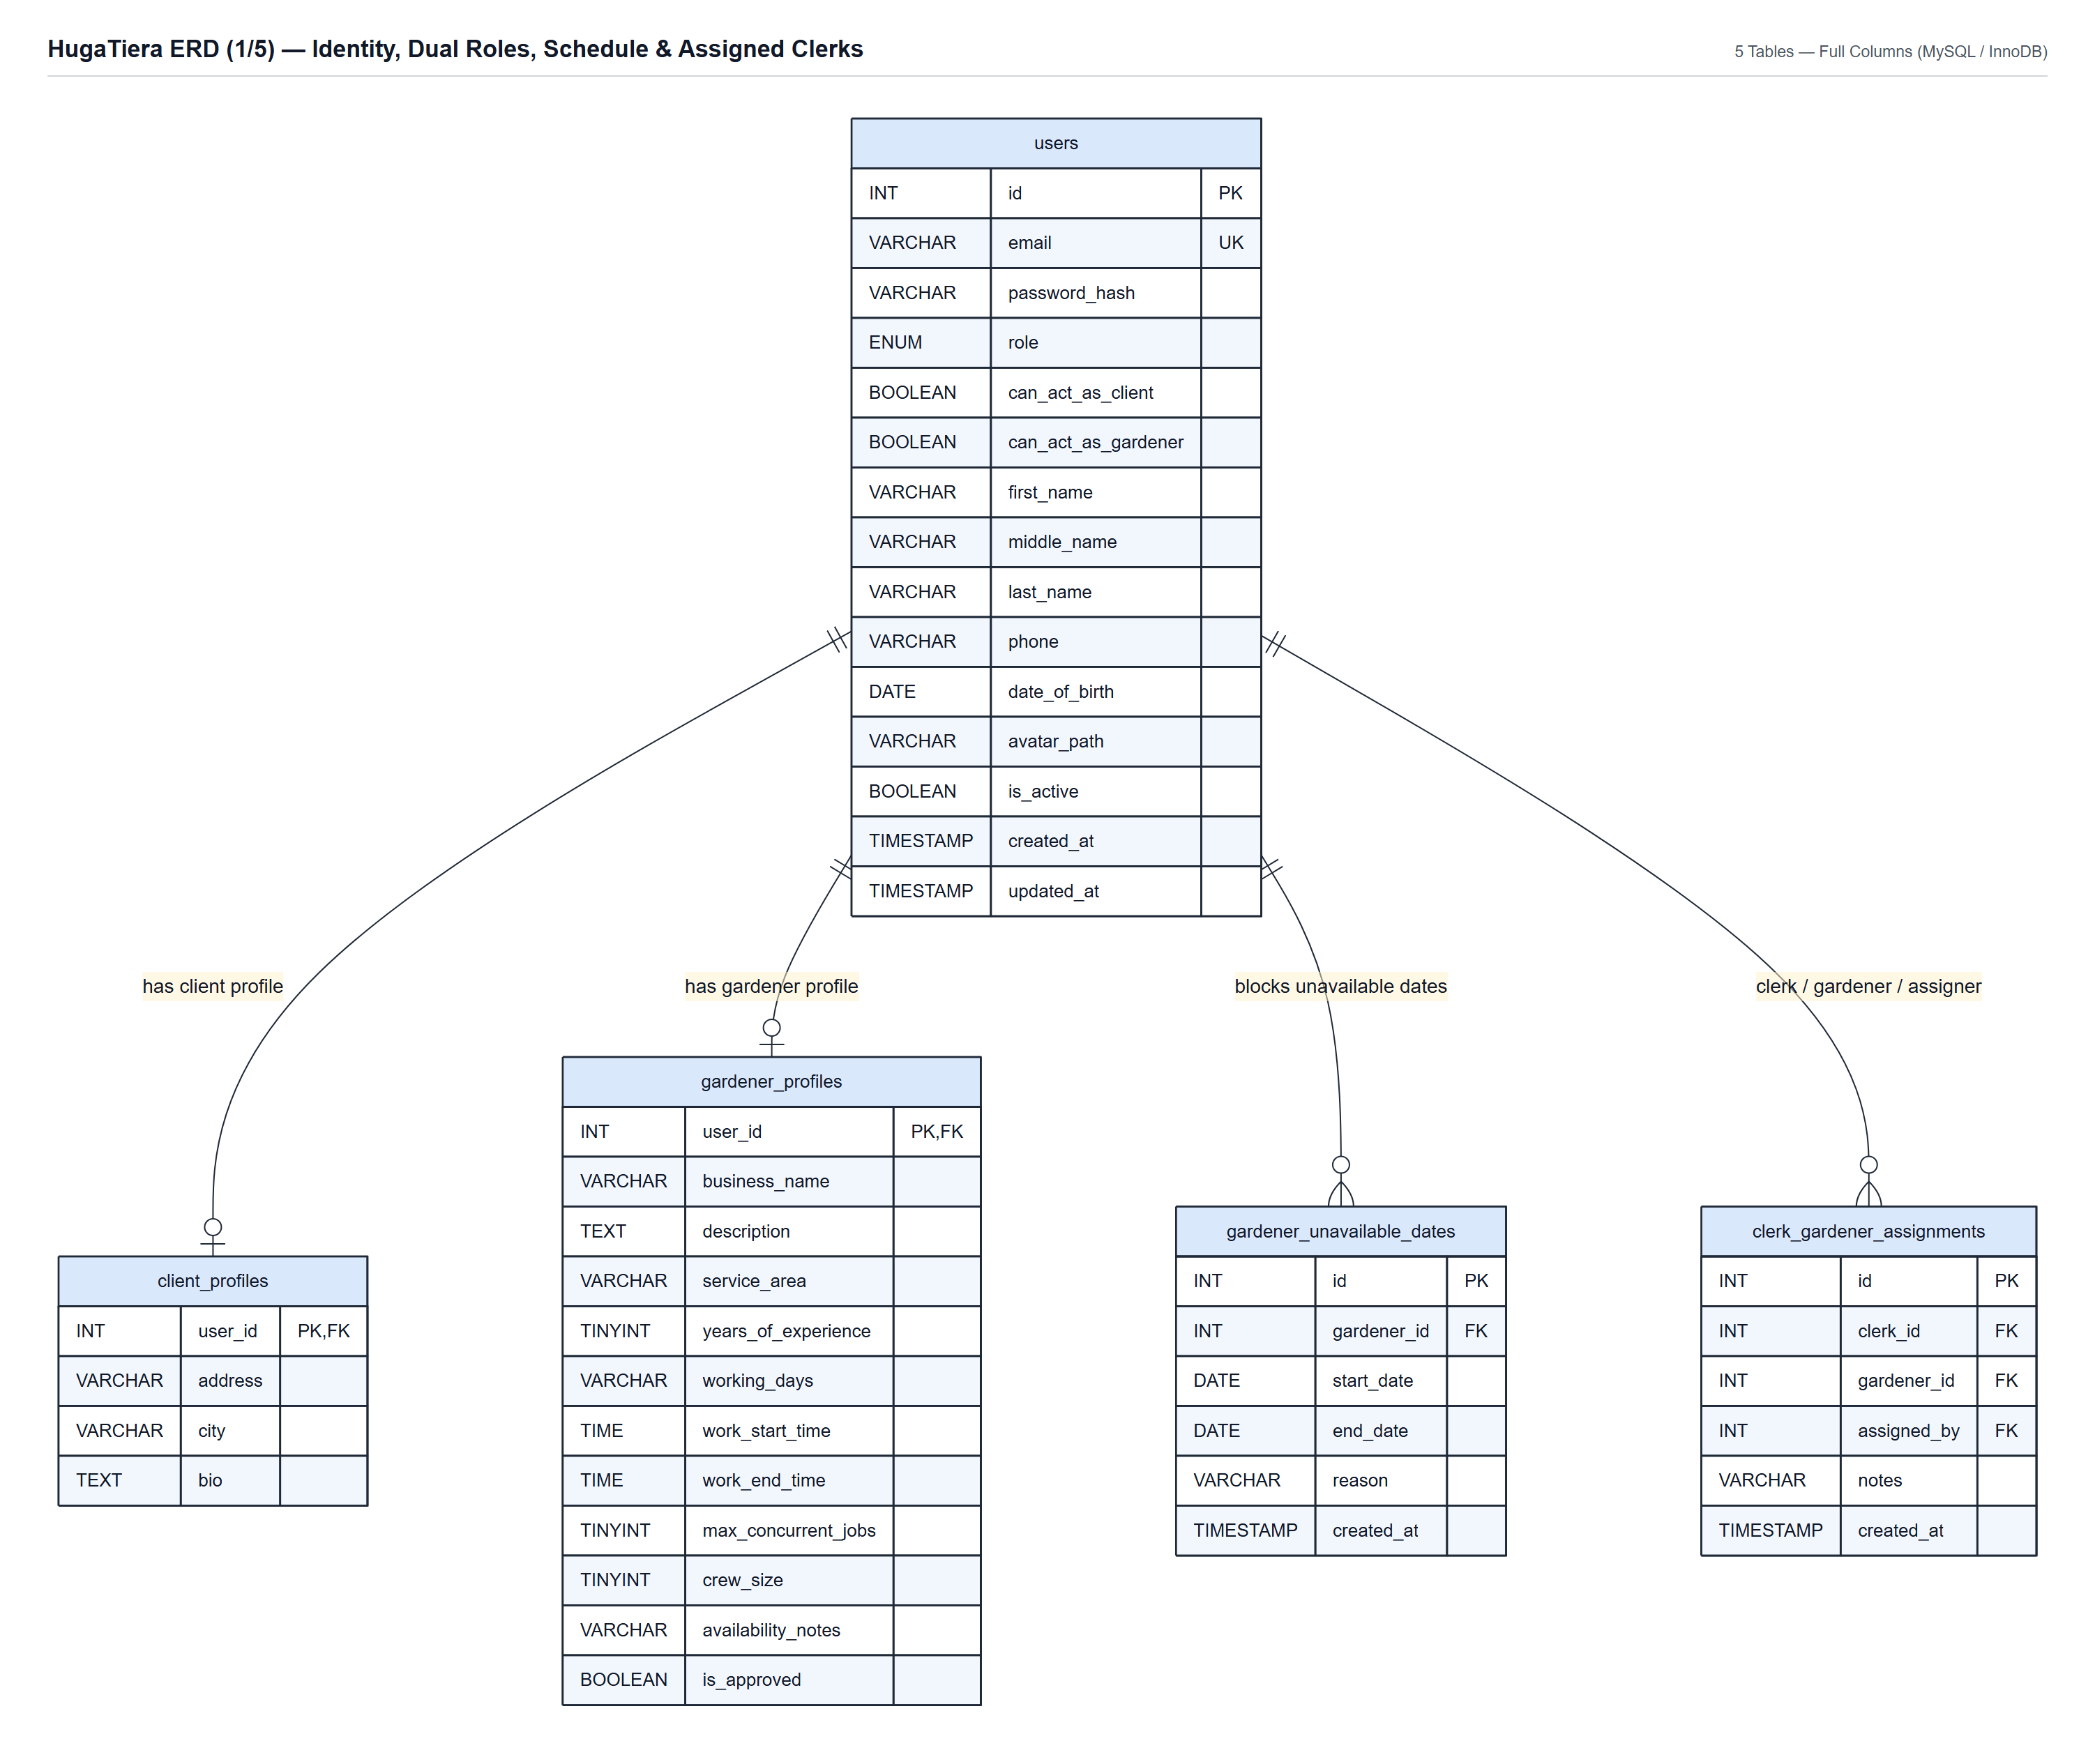 HugaTiera ERD (1/5) — Identity, Dual Roles, Schedule & Assigned Clerks
5 Tables — Full Columns (MySQL / InnoDB)
users
INT id PK
VARCHAR email UK
VARCHAR password_hash
ENUM role
BOOLEAN can_act_as_client
BOOLEAN can_act_as_gardener
VARCHAR first_name
VARCHAR middle_name
VARCHAR last_name
VARCHAR phone
DATE date_of_birth
VARCHAR avatar_path
BOOLEAN is_active
TIMESTAMP created_at
TIMESTAMP updated_at
has client profile
has gardener profile
blocks unavailable dates
clerk / gardener / assigner
client_profiles
INT user_id PK,FK
VARCHAR address
VARCHAR city
TEXT bio
gardener_profiles
INT user_id PK,FK
VARCHAR business_name
TEXT description
VARCHAR service_area
TINYINT years_of_experience
VARCHAR working_days
TIME work_start_time
TIME work_end_time
TINYINT max_concurrent_jobs
TINYINT crew_size
VARCHAR availability_notes
BOOLEAN is_approved
gardener_unavailable_dates
INT id PK
INT gardener_id FK
DATE start_date
DATE end_date
VARCHAR reason
TIMESTAMP created_at
clerk_gardener_assignments
INT id PK
INT clerk_id FK
INT gardener_id FK
INT assigned_by FK
VARCHAR notes
TIMESTAMP created_at